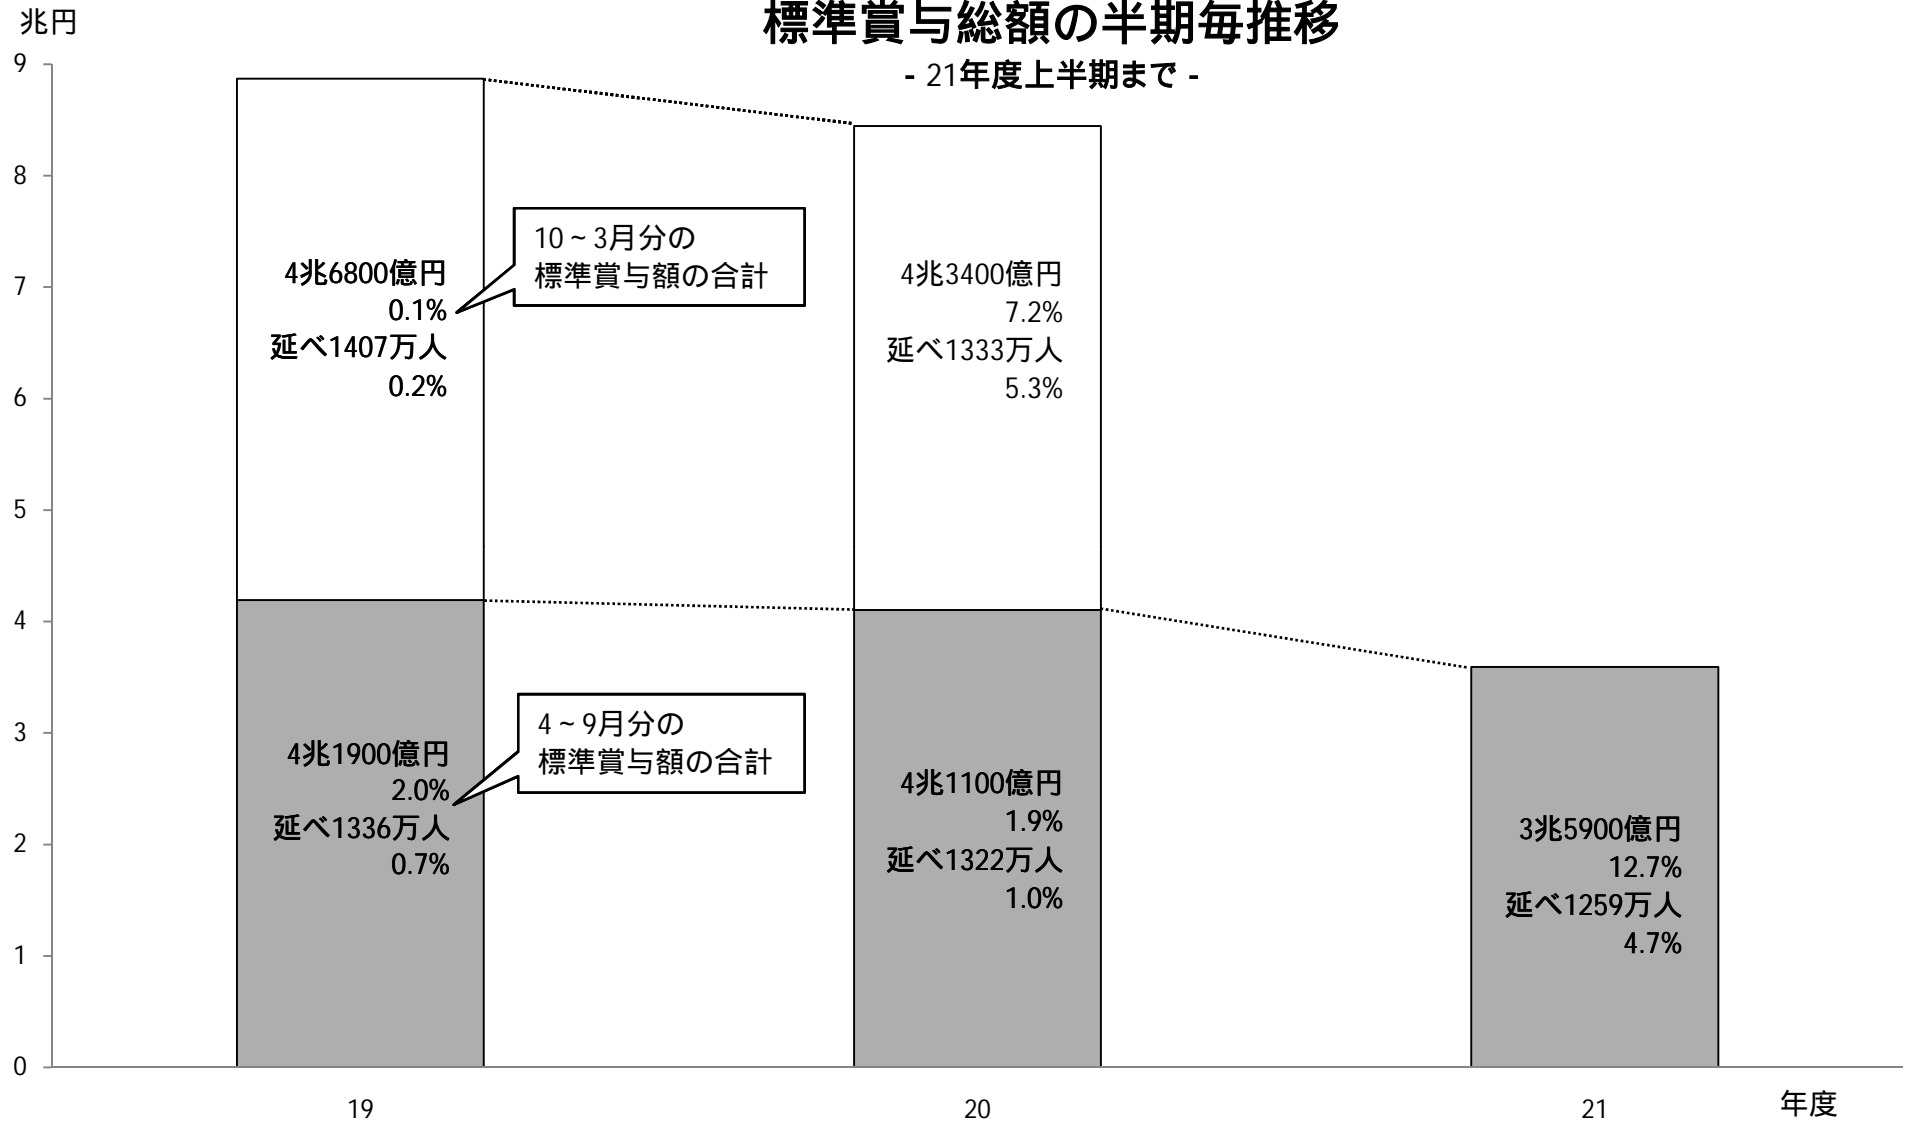 標準賞与総額の半期毎推移
- 21年度上半期まで -
兆円
9
8
7
6
5
4
3
2
1
0
4兆6800億円
0.1%
延べ1407万人
0.2%
10~3月分の
標準賞与額の合計
4兆1900億円
2.0%
延べ1336万人
0.7%
4~9月分の
標準賞与額の合計
4兆3400億円
7.2%
延べ1333万人
5.3%
4兆1100億円
1.9%
延べ1322万人
1.0%
3兆5900億円
12.7%
延べ1259万人
4.7%
19
20
21
年度